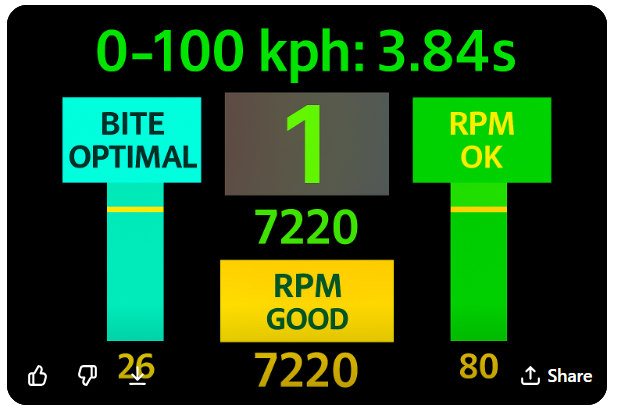 0-100 kph: 3.84s
BITE
OPTIMAL
1
RPM
OK
7220
RPM
GOOD
26
7220
80
Share